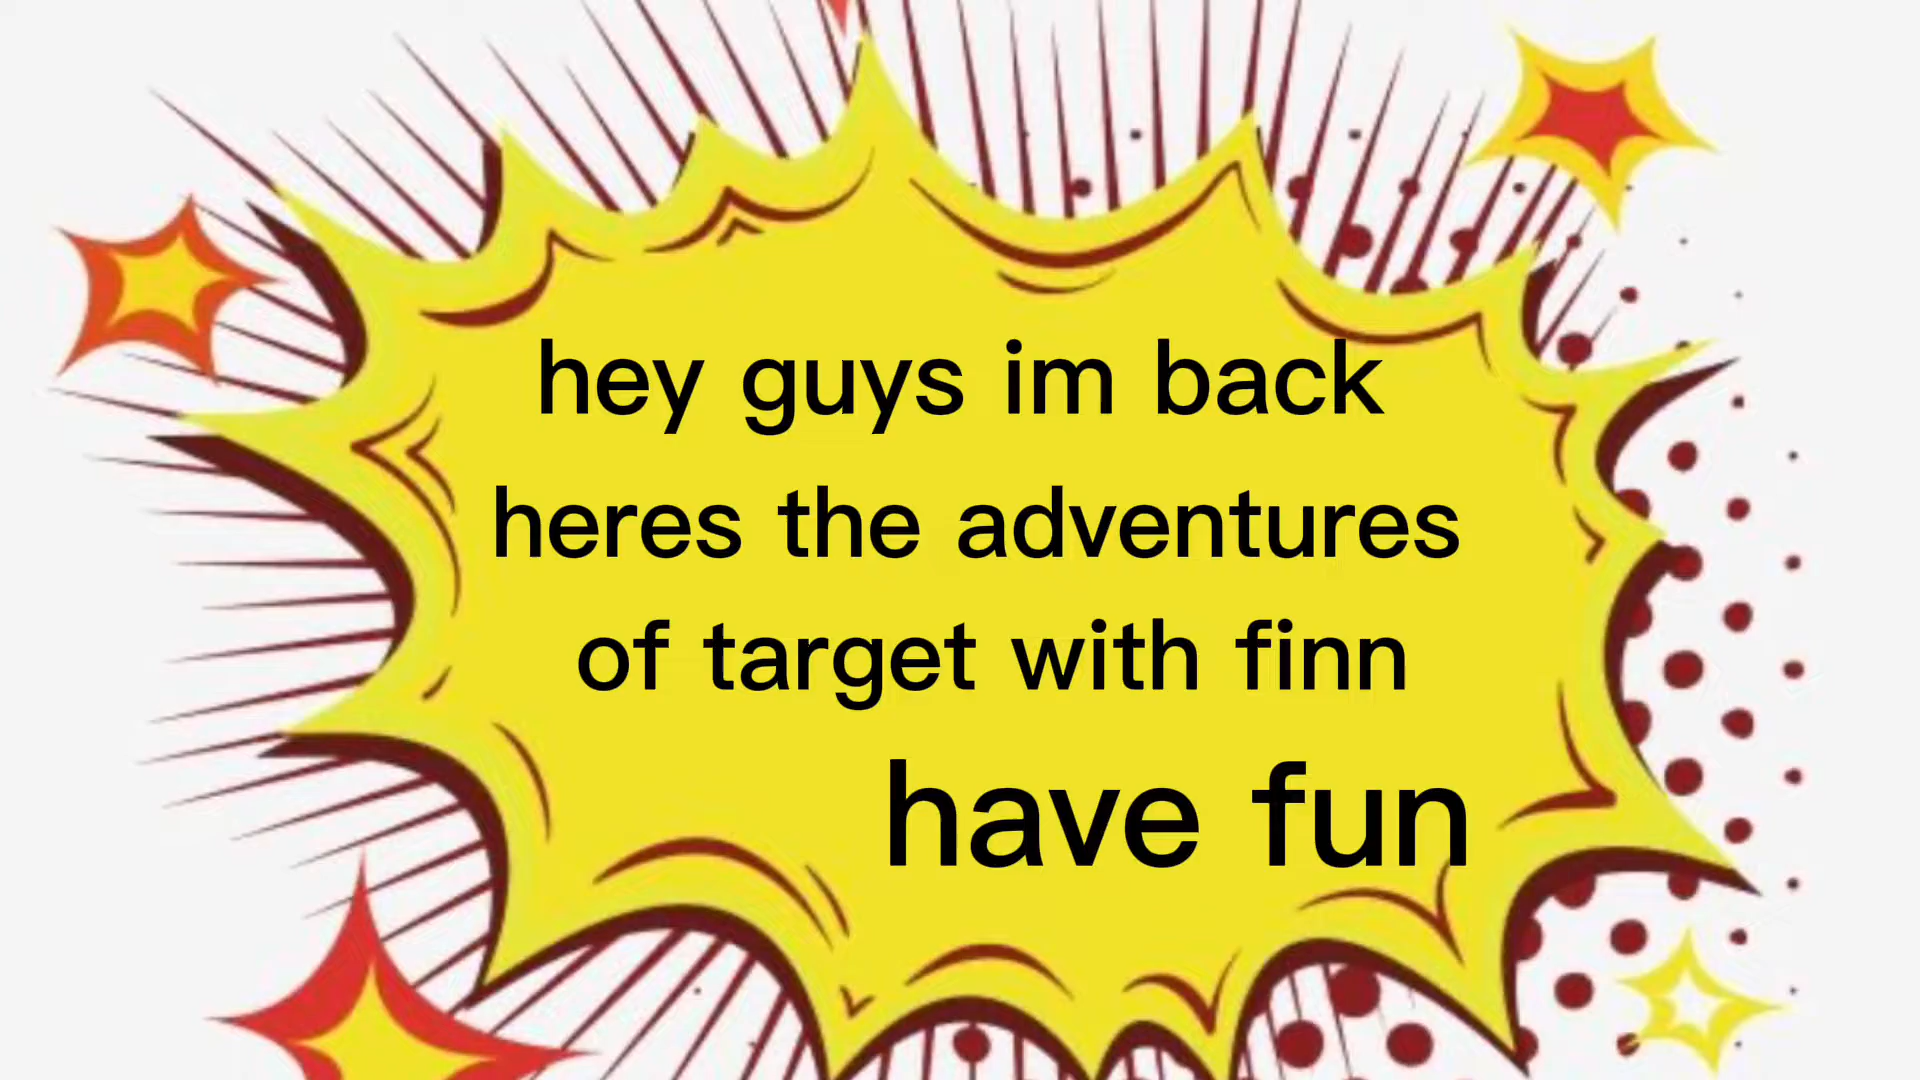 hey guys im back
heres the adventures
of target with finn
have fun